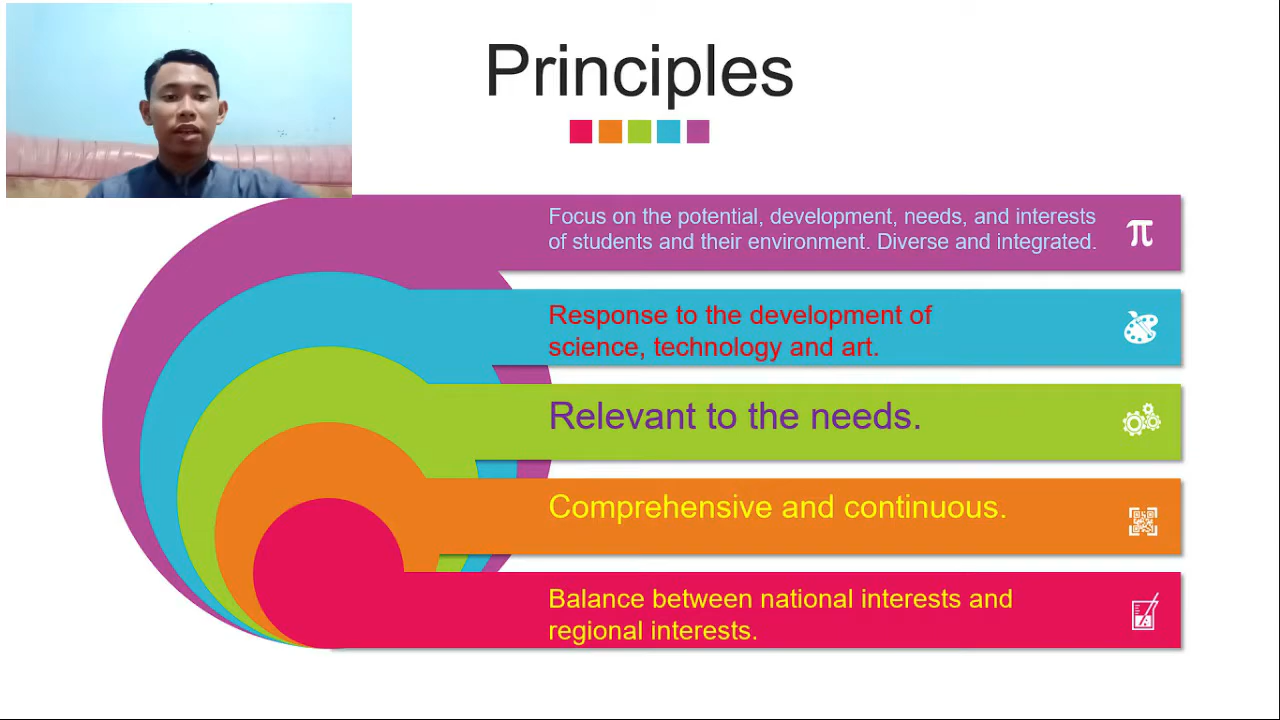 Principles
Focus on the potential, development, needs, and interests
of students and their environment. Diverse and integrated.
π
Response to the development of
science, technology and art.
Relevant to the needs.
Comprehensive and continuous.
Balance between national interests and
regional interests.